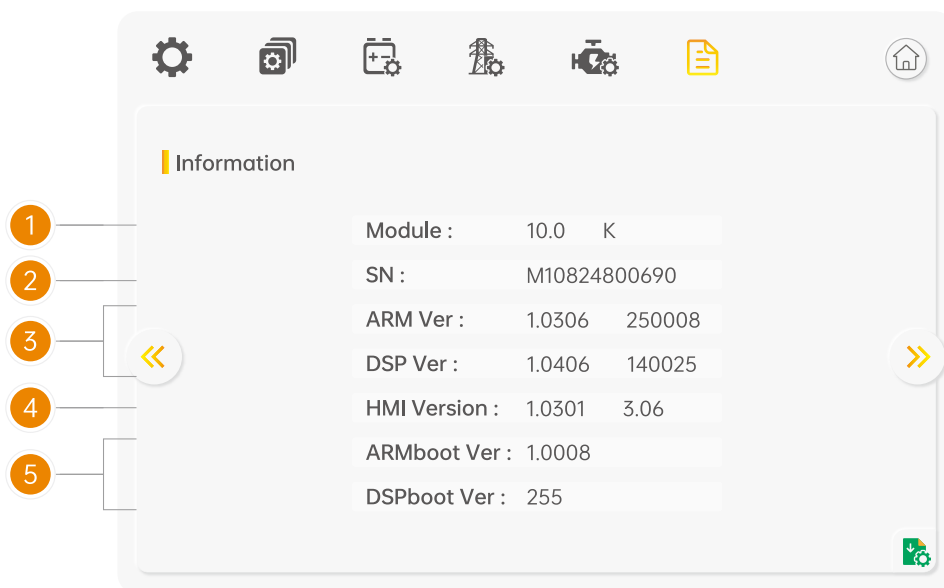 Information
1 Module : 10.0 K
2 SN : M10824800690
3 ARM Ver : 1.0306 250008
DSP Ver : 1.0406 140025
4 HMI Version : 1.0301 3.06
5 ARMboot Ver : 1.0008
DSPboot Ver : 255